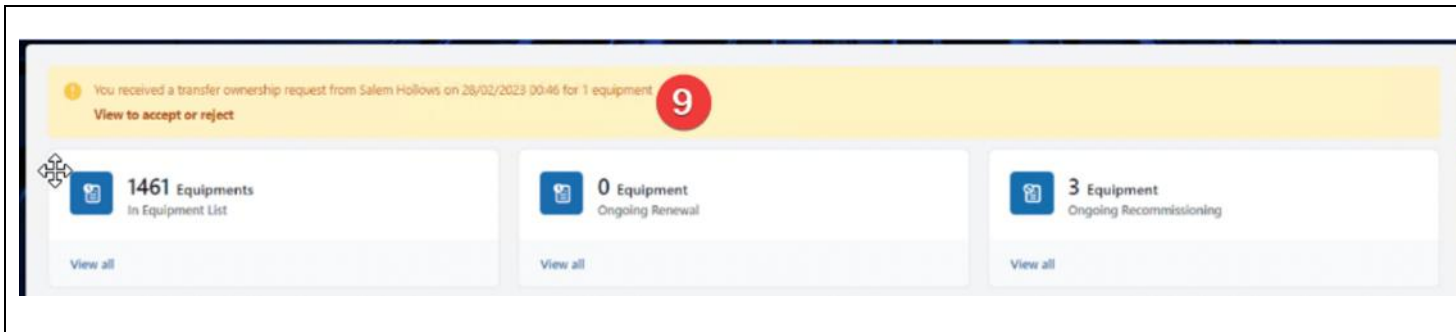 You received a transfer ownership request from Salem Hollows on 28/02/2023 00:46 for 1 equipment
9
View to accept or reject
1461 Equipments
In Equipment List
0 Equipment
Ongoing Renewal
3 Equipment
Ongoing Recommissioning
View all
View all
View all